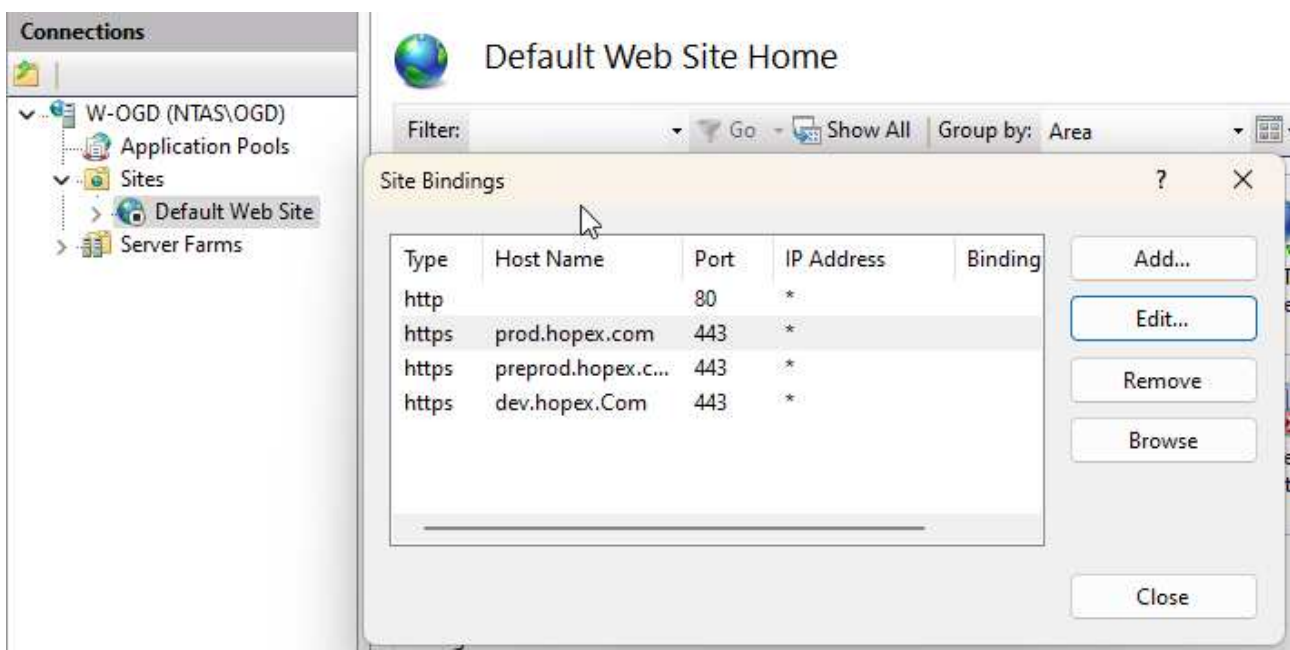 Connections
W-OGD (NTAS\OGD)
Application Pools
Sites
Default Web Site
Server Farms
Default Web Site Home
Filter: Go Show All Group by: Area
Site Bindings ? ×
Type Host Name Port IP Address Binding
http 80 *
https prod.hopex.com 443 *
https preprod.hopex.c... 443 *
https dev.hopex.Com 443 *
Add...
Edit...
Remove
Browse
Close